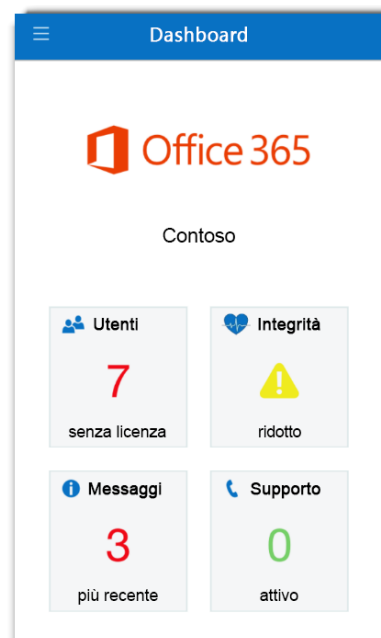 Dashboard
Office 365
Contoso
Utenti
7
senza licenza
Integrità
ridotto
Messaggi
3
più recente
Supporto
0
attivo